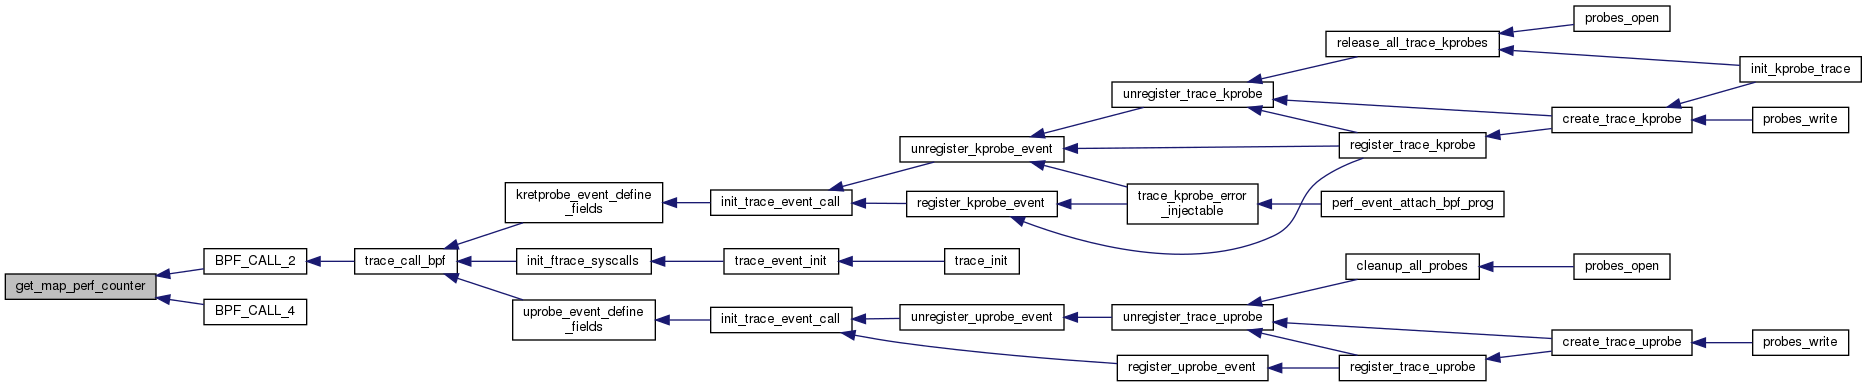 probes_open
release_all_trace_kprobes
init_kprobe_trace
unregister_trace_kprobe
create_trace_kprobe
probes_write
unregister_kprobe_event
register_trace_kprobe
kretprobe_event_define
_fields
init_trace_event_call
register_kprobe_event
trace_kprobe_error
_injectable
perf_event_attach_bpf_prog
BPF_CALL_2
trace_call_bpf
init_ftrace_syscalls
trace_event_init
trace_init
cleanup_all_probes
probes_open
get_map_perf_counter
BPF_CALL_4
uprobe_event_define
_fields
init_trace_event_call
unregister_uprobe_event
unregister_trace_uprobe
create_trace_uprobe
probes_write
register_uprobe_event
register_trace_uprobe